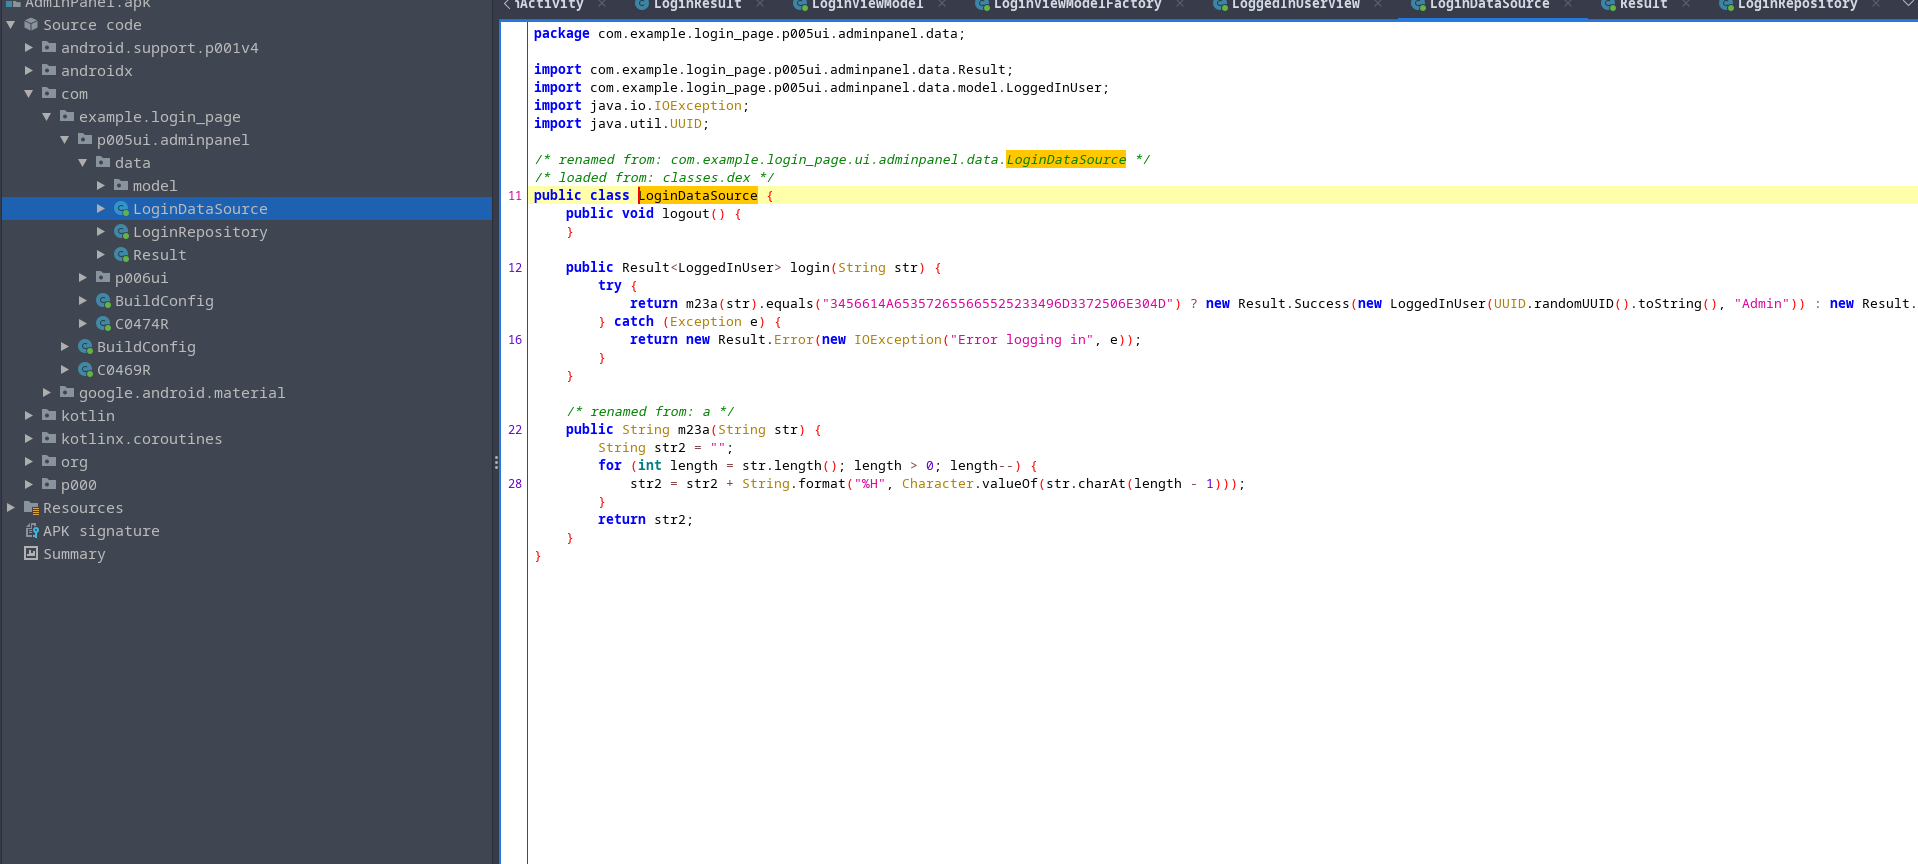 AdminPanel.apk
Source code
android.support.p001v4
androidx
com
example.login_page
p005ui.adminpanel
data
model
LoginDataSource
LoginRepository
Result
p006ui
BuildConfig
C0474R
BuildConfig
C0469R
google.android.material
kotlin
kotlinx.coroutines
org
p000
Resources
APK signature
Summary
nActivity LoginResult LoginViewModel LoginViewModelFactory LoggedInUserView LoginDataSource Result LoginRepository
package com.example.login_page.p005ui.adminpanel.data;
import com.example.login_page.p005ui.adminpanel.data.Result;
import com.example.login_page.p005ui.adminpanel.data.model.LoggedInUser;
import java.io.IOException;
import java.util.UUID;
/* renamed from: com.example.login_page.ui.adminpanel.data.LoginDataSource */
/* loaded from: classes.dex */
11 public class LoginDataSource {
public void logout() {
}
12 public Result<LoggedInUser> login(String str) {
try {
return m23a(str).equals("3456614A6535726556655252334 96D3372506E304D") ? new Result.Success(new LoggedInUser(UUID.randomUUID().toString(), "Admin")) : new Result.
} catch (Exception e) {
16 return new Result.Error(new IOException("Error logging in", e));
}
}
/* renamed from: a */
22 public String m23a(String str) {
String str2 = "";
for (int length = str.length(); length > 0; length--) {
28 str2 = str2 + String.format("%H", Character.valueOf(str.charAt(length - 1)));
}
return str2;
}
}